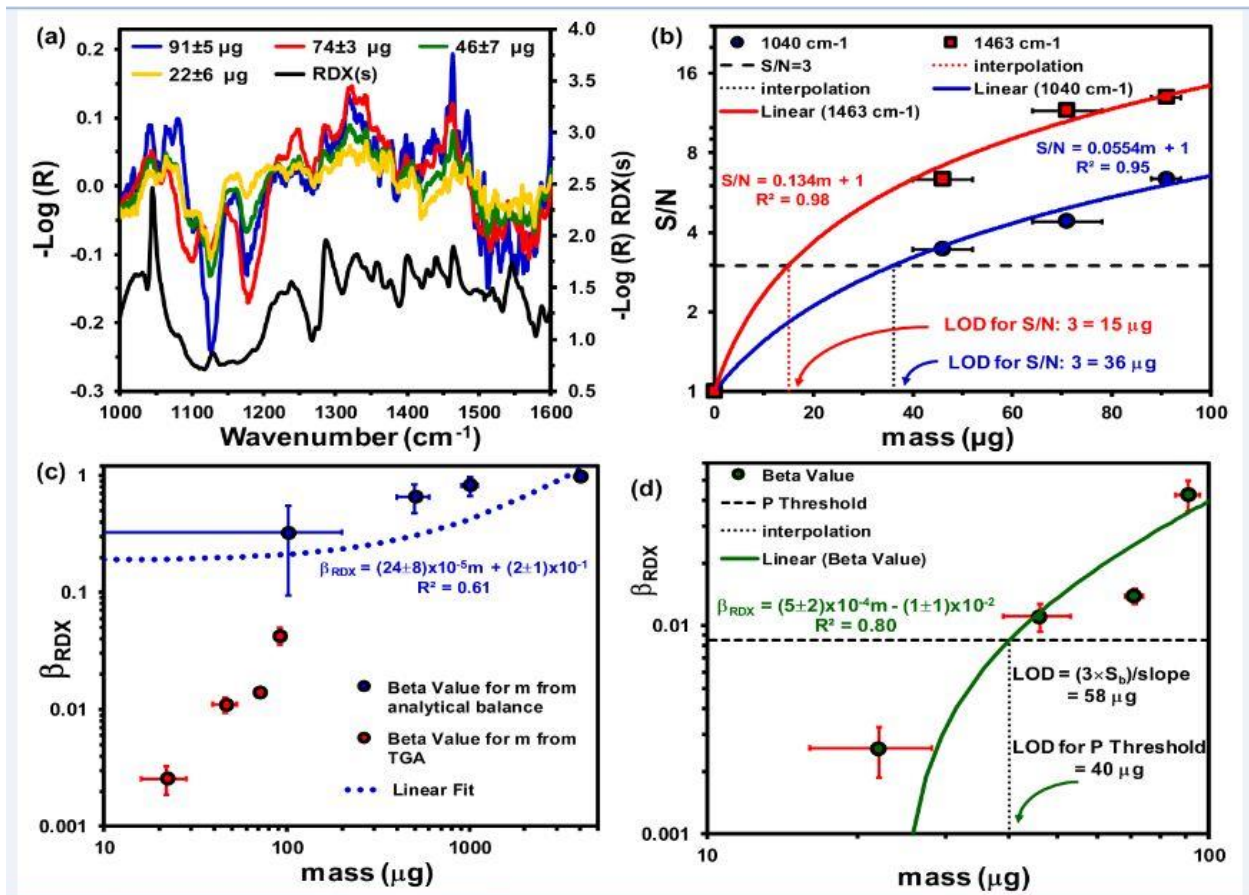 (a)
91±5 µg
74±3 µg
46±7 µg
22±6 µg
RDX(s)
-Log (R)
0.2
0.1
0.0
-0.1
-0.2
-0.3
4.0
3.5
3.0
2.5
2.0
1.5
1.0
0.5
-Log (R) RDX(s)
1000
1100
1200
1300
1400
1500
1600
Wavenumber (cm-1)
(b)
1040 cm-1
1463 cm-1
S/N=3
interpolation
interpolation
Linear (1040 cm-1)
Linear (1463 cm-1)
S/N = 0.0554m + 1
R² = 0.95
S/N = 0.134m + 1
R² = 0.98
LOD for S/N: 3 = 15 µg
LOD for S/N: 3 = 36 µg
S/N
16
8
4
2
1
0
20
40
60
80
100
mass (µg)
(c)
βRDX = (24±8)x10-5m + (2±1)x10-1
R² = 0.61
Beta Value for m from
analytical balance
Beta Value for m from
TGA
Linear Fit
βRDX
1
0.1
0.01
0.001
10
100
1000
mass (µg)
(d)
Beta Value
P Threshold
interpolation
Linear (Beta Value)
βRDX = (5±2)x10-4m - (1±1)x10-2
R² = 0.80
LOD = (3×Sb)/slope
= 58 µg
LOD for P Threshold
= 40 µg
βRDX
0.01
0.001
10
100
mass (µg)